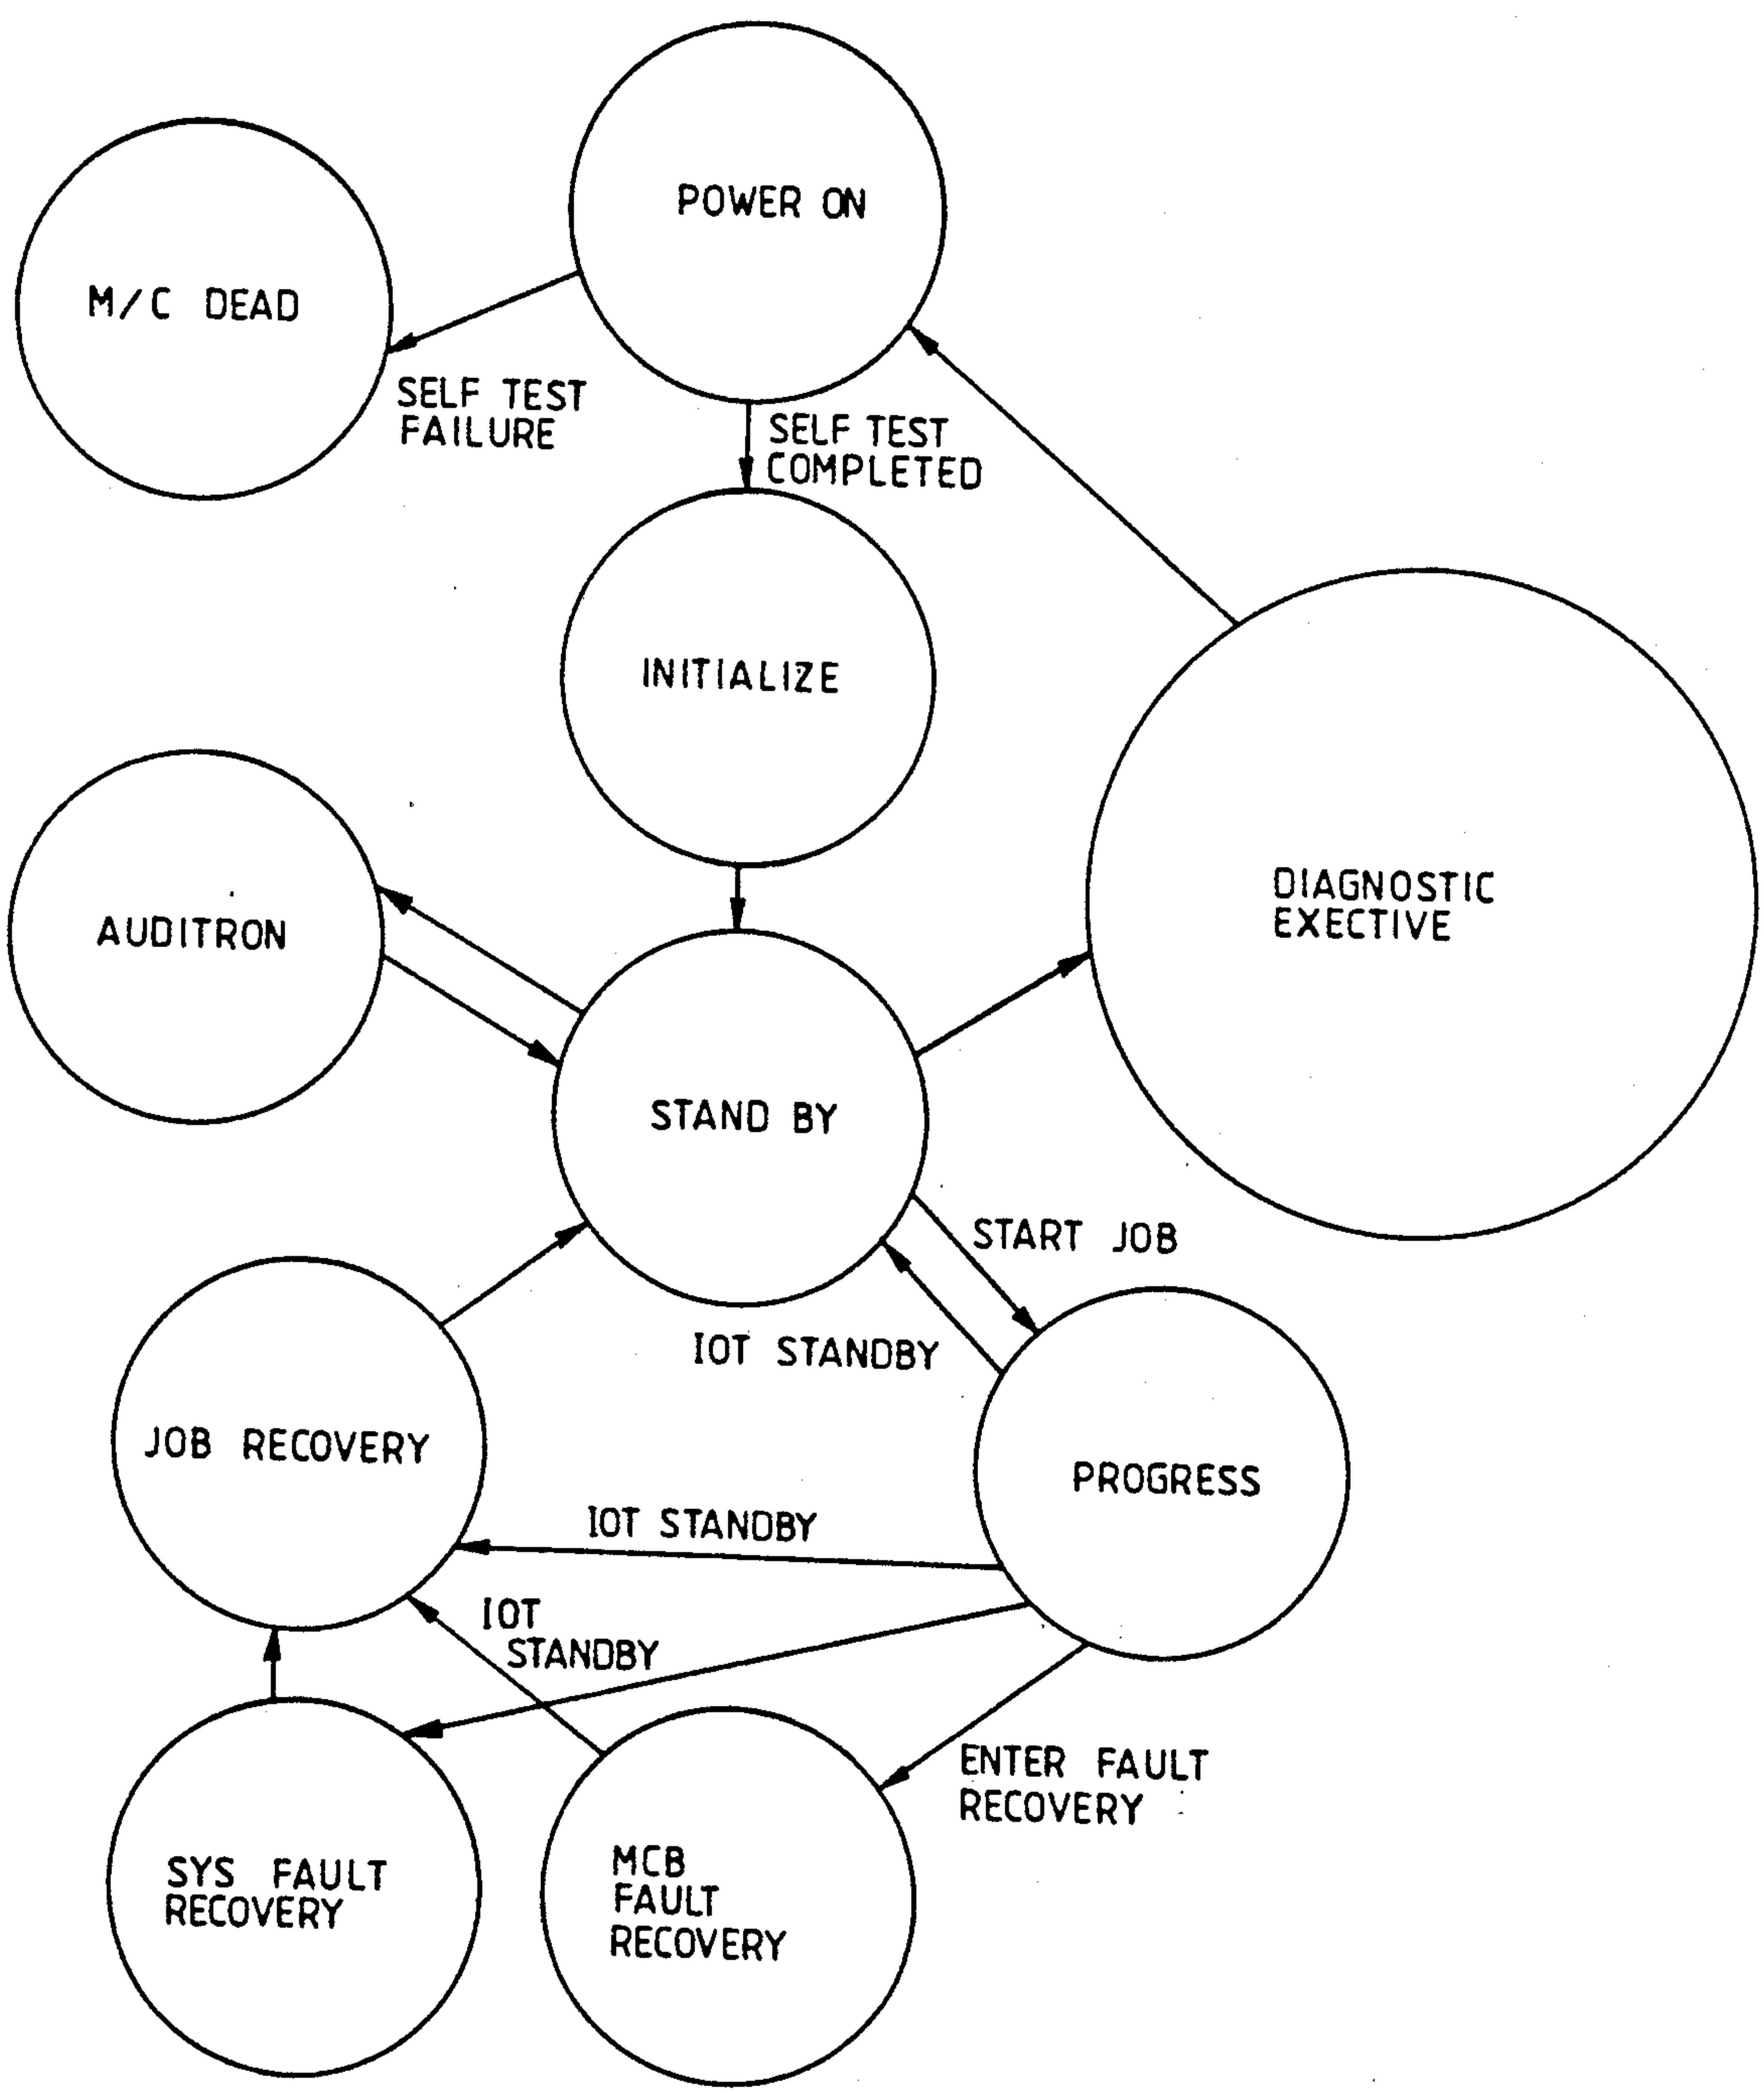 POWER ON
M/C DEAD
SELF TEST
FAILURE
SELF TEST
COMPLETED
INITIALIZE
DIAGNOSTIC
EXECTIVE
AUDITRON
STAND BY
START JOB
IOT STANDBY
JOB RECOVERY
PROGRESS
IOT STANDBY
IOT
STANDBY
ENTER FAULT
RECOVERY
SYS FAULT
RECOVERY
MCB
FAULT
RECOVERY